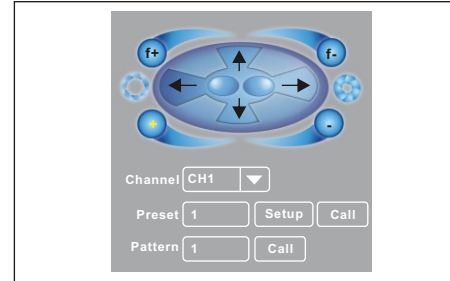 f+ f-
+ -
Channel CH1
Preset 1 Setup Call
Pattern 1 Call